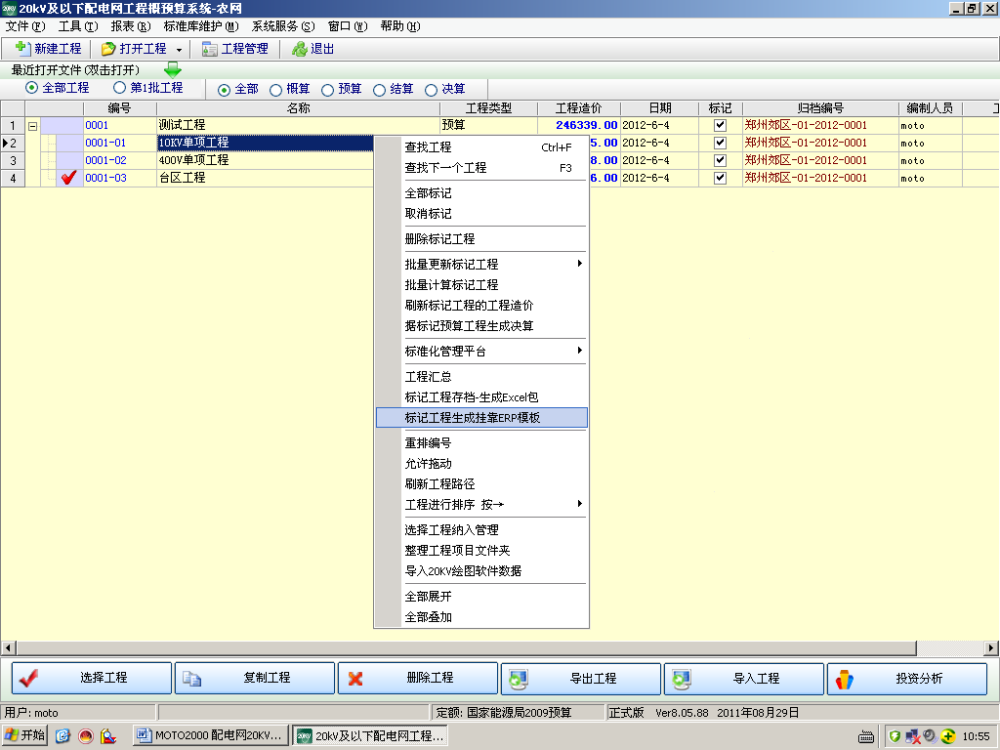 20KV 20kV及以下配电网工程概预算系统-农网
文件(F) 工具(T) 报表(R) 标准库维护(M) 系统服务(S) 窗口(W) 帮助(H)
新建工程 打开工程 工程管理 退出
最近打开文件(双击打开)
全部工程 第1批工程 全部 概算 预算 结算 决算
编号 名称 工程类型 工程造价 日期 标记 归档编号 编制人员
1 0001 测试工程 预算 246339.00 2012-6-4 郑州郊区-01-2012-0001 moto
2 0001-01 10KV单项工程 5.00 2012-6-4 郑州郊区-01-2012-0001 moto
3 0001-02 400V单项工程 8.00 2012-6-4 郑州郊区-01-2012-0001 moto
4 0001-03 台区工程 6.00 2012-6-4 郑州郊区-01-2012-0001 moto
查找工程 Ctrl+F
查找下一个工程 F3
全部标记
取消标记
删除标记工程
批量更新标记工程
批量计算标记工程
刷新标记工程的工程造价
据标记预算工程生成决算
标准化管理平台
工程汇总
标记工程存档-生成Excel包
标记工程生成挂靠ERP模板
重排编号
允许拖动
刷新工程路径
工程进行排序 按→
选择工程纳入管理
整理工程项目文件夹
导入20KV绘图软件数据
全部展开
全部叠加
选择工程 复制工程 删除工程 导出工程 导入工程 投资分析
用户: moto 定额: 国家能源局2009预算 正式版 Ver8.05.88 2011年08月29日
开始 MOTO2000 配电网20KV... 20KV 20kV及以下配电网工程... 10:55